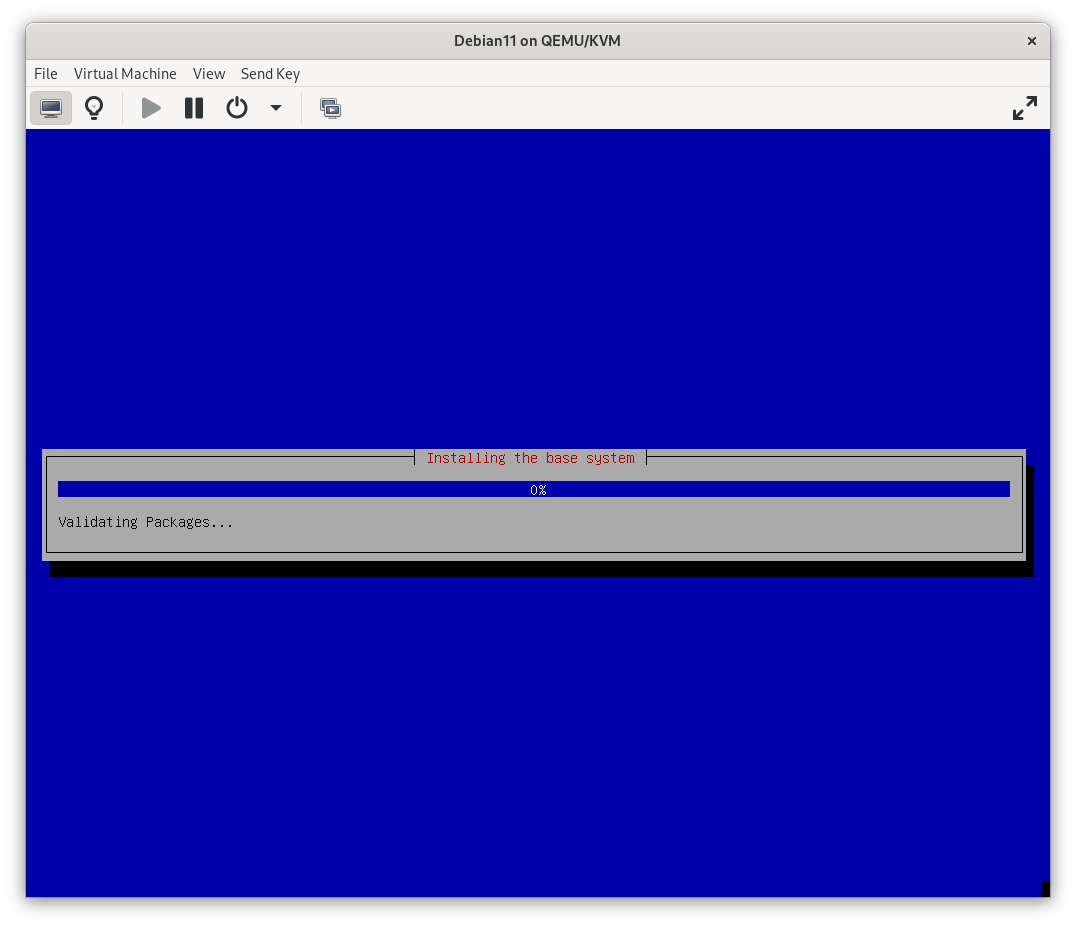 Debian11 on QEMU/KVM
File Virtual Machine View Send Key
Installing the base system
0%
Validating Packages...